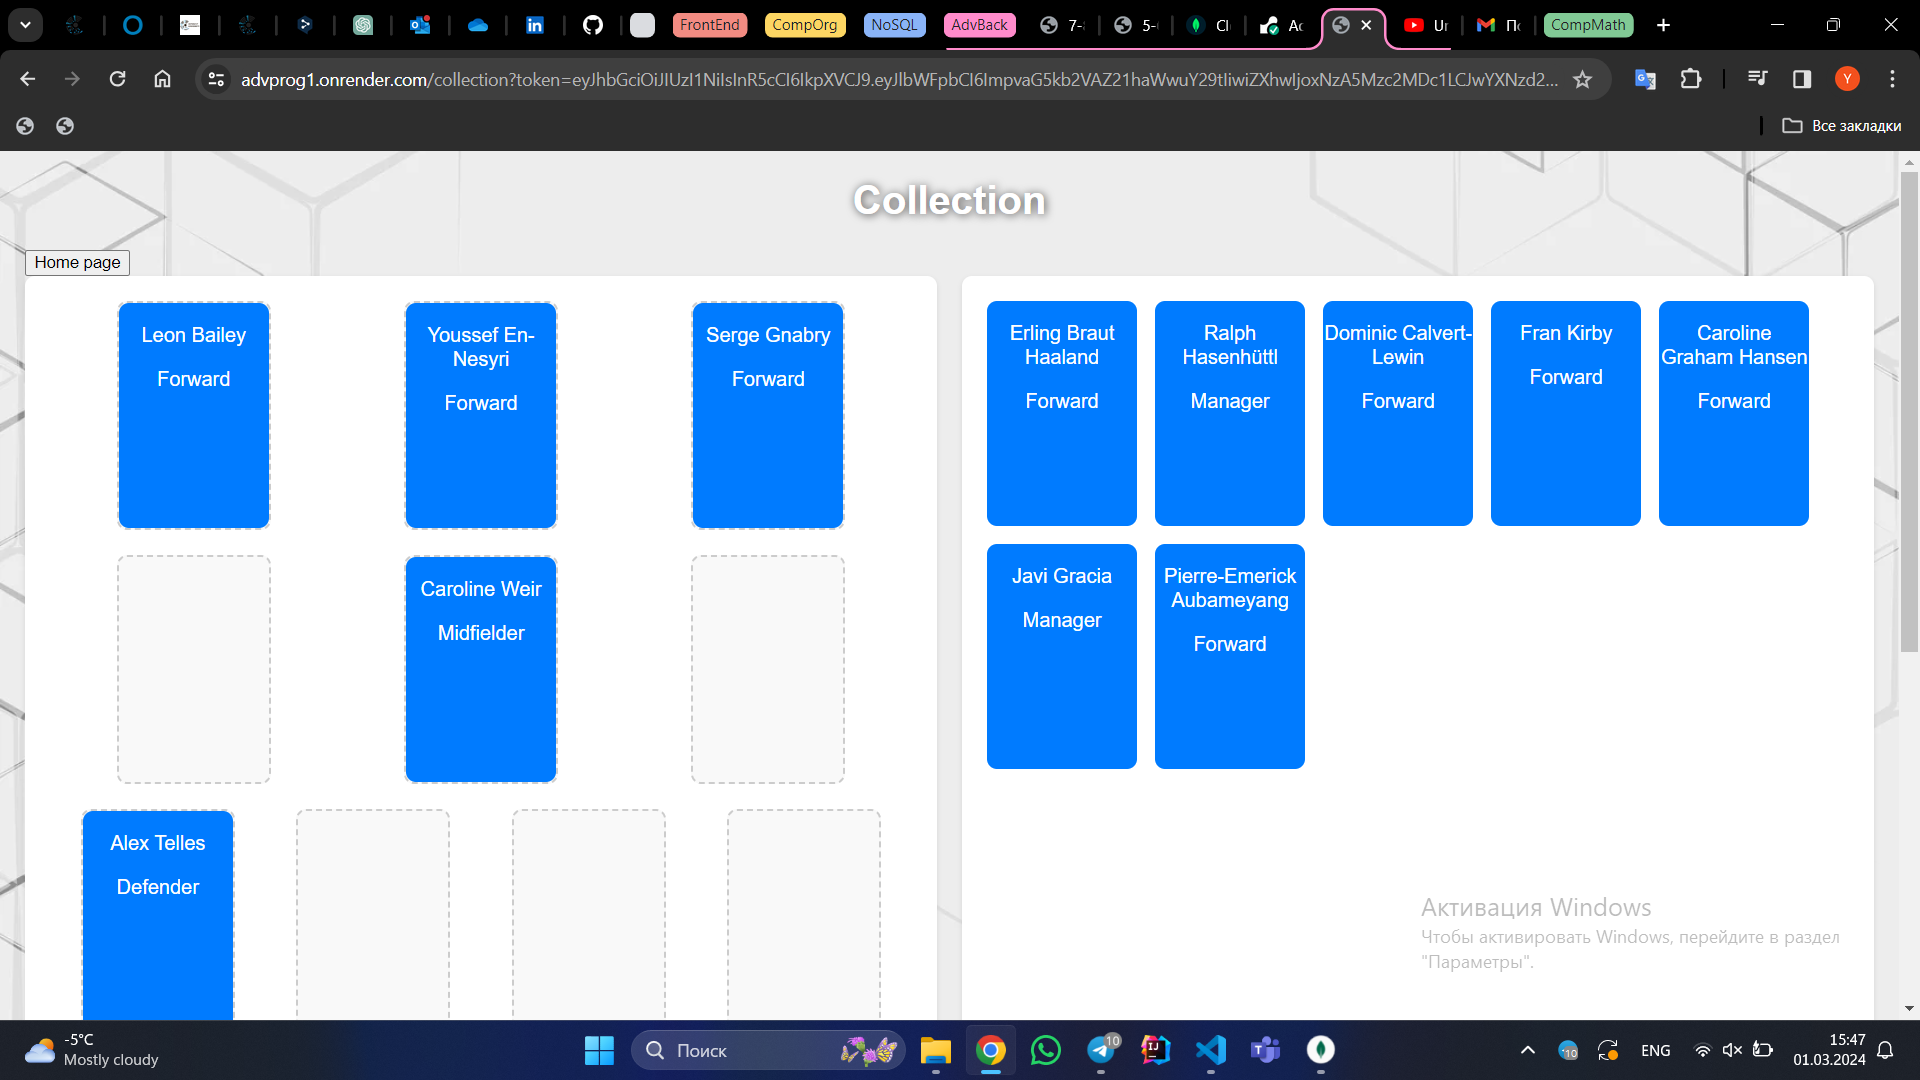 FrontEnd
CompOrg
NoSQL
AdvBack
7-
5-
Cl
Ac
Ur
CompMath
advprog1.onrender.com/collection?token=eyJhbGciOiJIUzI1NiIsInR5cCI6IkpXVCJ9.eyJlbWFpbCI6ImpvaG5kb2VAZ21haWwuY29tIiwiZXhwIjoxNzA5Mzc2MDc1LCJwYXNzd2...
Y
Все закладки
Collection
Home page
Leon Bailey
Forward
Youssef En-
Nesyri
Forward
Serge Gnabry
Forward
Caroline Weir
Midfielder
Alex Telles
Defender
Erling Braut
Haaland
Forward
Ralph
Hasenhüttl
Manager
Dominic Calvert-
Lewin
Forward
Fran Kirby
Forward
Caroline
Graham Hansen
Forward
Javi Gracia
Manager
Pierre-Emerick
Aubameyang
Forward
Активация Windows
Чтобы активировать Windows, перейдите в раздел
"Параметры".
-5°C
Mostly cloudy
Поиск
10
10
ENG
15:47
01.03.2024